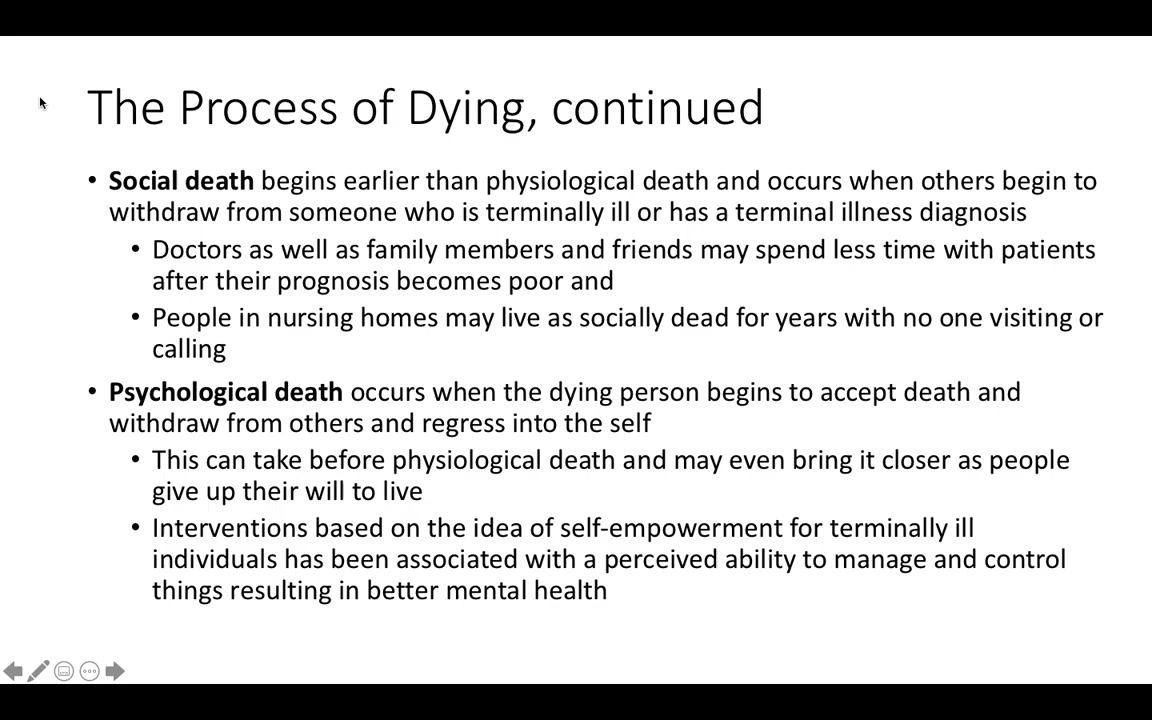 The Process of Dying, continued
• Social death begins earlier than physiological death and occurs when others begin to
withdraw from someone who is terminally ill or has a terminal illness diagnosis
• Doctors as well as family members and friends may spend less time with patients
after their prognosis becomes poor and
• People in nursing homes may live as socially dead for years with no one visiting or
calling
• Psychological death occurs when the dying person begins to accept death and
withdraw from others and regress into the self
• This can take before physiological death and may even bring it closer as people
give up their will to live
• Interventions based on the idea of self-empowerment for terminally ill
individuals has been associated with a perceived ability to manage and control
things resulting in better mental health